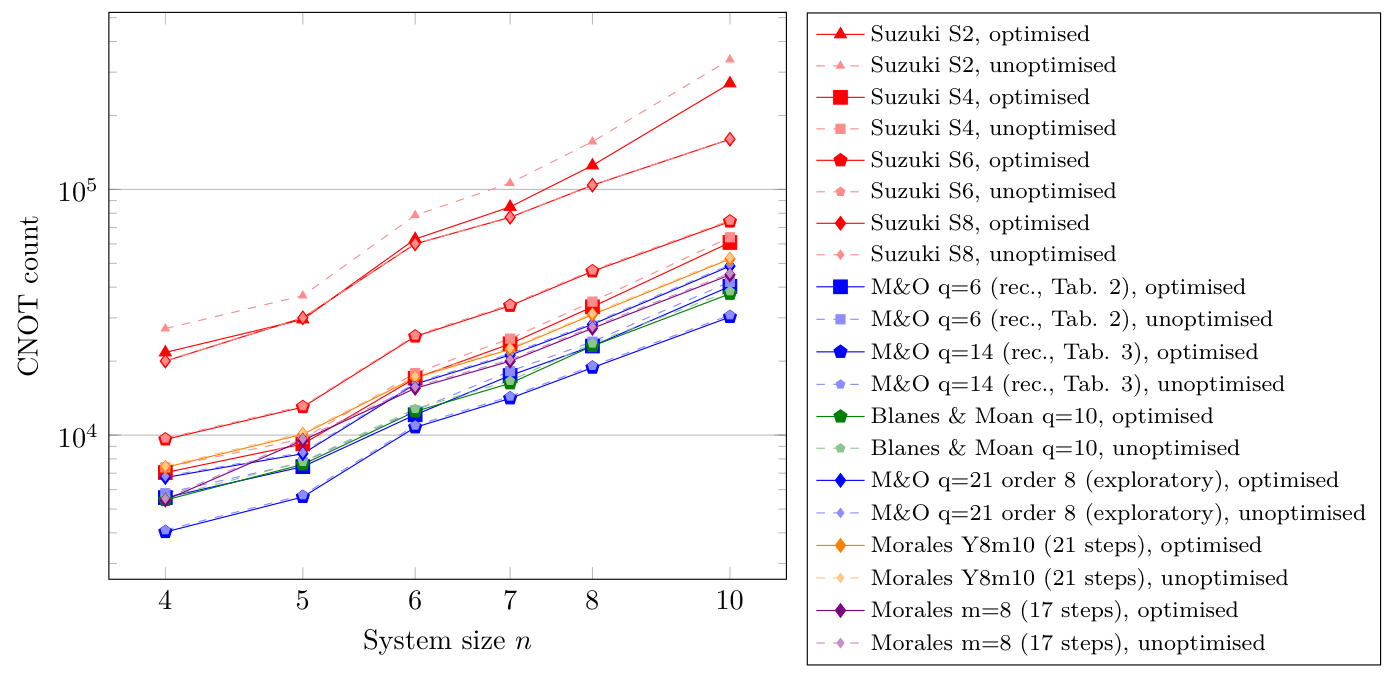 CNOT count
10^5
10^4
4 5 6 7 8 10
System size n
Suzuki S2, optimised
Suzuki S2, unoptimised
Suzuki S4, optimised
Suzuki S4, unoptimised
Suzuki S6, optimised
Suzuki S6, unoptimised
Suzuki S8, optimised
Suzuki S8, unoptimised
M&O q=6 (rec., Tab. 2), optimised
M&O q=6 (rec., Tab. 2), unoptimised
M&O q=14 (rec., Tab. 3), optimised
M&O q=14 (rec., Tab. 3), unoptimised
Blanes & Moan q=10, optimised
Blanes & Moan q=10, unoptimised
M&O q=21 order 8 (exploratory), optimised
M&O q=21 order 8 (exploratory), unoptimised
Morales Y8m10 (21 steps), optimised
Morales Y8m10 (21 steps), unoptimised
Morales m=8 (17 steps), optimised
Morales m=8 (17 steps), unoptimised